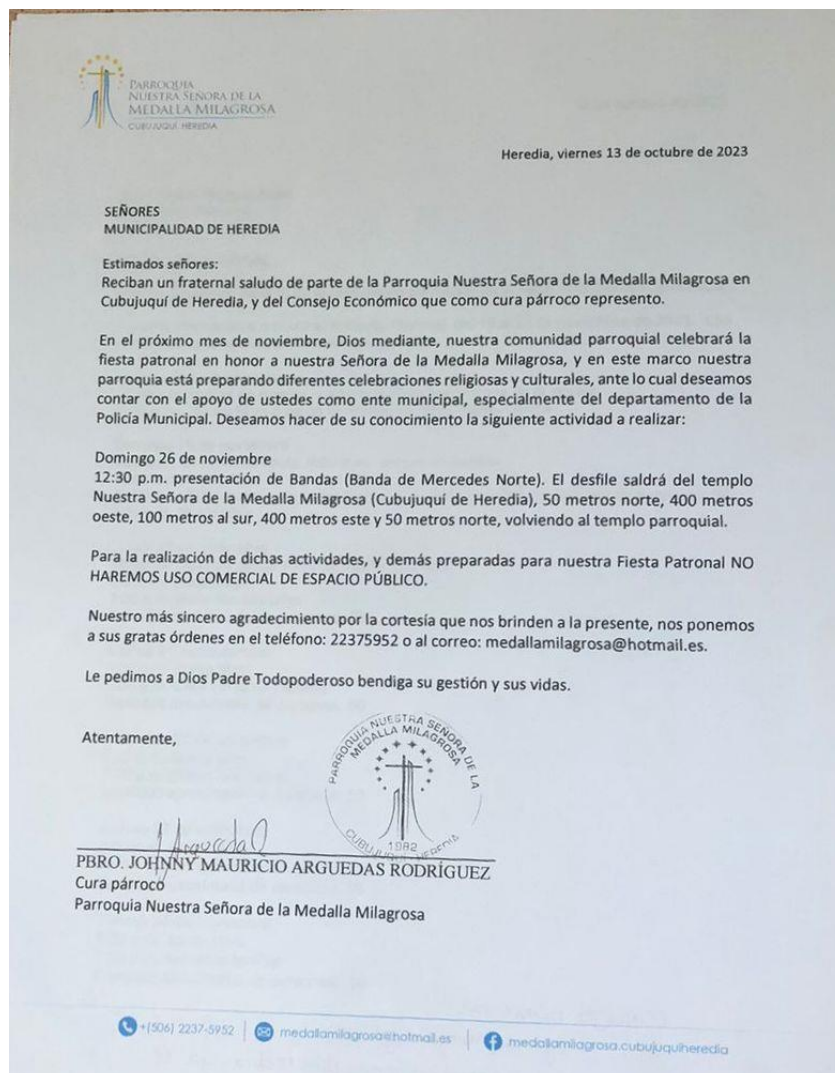 PARROQUIA
NUESTRA SEÑORA DE LA
MEDALLA MILAGROSA
CUBUJUQUÍ, HEREDIA
Heredia, viernes 13 de octubre de 2023
SEÑORES
MUNICIPALIDAD DE HEREDIA
Estimados señores:
Reciban un fraternal saludo de parte de la Parroquia Nuestra Señora de la Medalla Milagrosa en
Cubujuquí de Heredia, y del Consejo Económico que como cura párroco represento.
En el próximo mes de noviembre, Dios mediante, nuestra comunidad parroquial celebrará la
fiesta patronal en honor a nuestra Señora de la Medalla Milagrosa, y en este marco nuestra
parroquia está preparando diferentes celebraciones religiosas y culturales, ante lo cual deseamos
contar con el apoyo de ustedes como ente municipal, especialmente del departamento de la
Policía Municipal. Deseamos hacer de su conocimiento la siguiente actividad a realizar:
Domingo 26 de noviembre
12:30 p.m. presentación de Bandas (Banda de Mercedes Norte). El desfile saldrá del templo
Nuestra Señora de la Medalla Milagrosa (Cubujuquí de Heredia), 50 metros norte, 400 metros
oeste, 100 metros al sur, 400 metros este y 50 metros norte, volviendo al templo parroquial.
Para la realización de dichas actividades, y demás preparadas para nuestra Fiesta Patronal NO
HAREMOS USO COMERCIAL DE ESPACIO PÚBLICO.
Nuestro más sincero agradecimiento por la cortesía que nos brinden a la presente, nos ponemos
a sus gratas órdenes en el teléfono: 22375952 o al correo: medallamilagrosa@hotmail.es.
Le pedimos a Dios Padre Todopoderoso bendiga su gestión y sus vidas.
Atentamente,
PARROQUIA NUESTRA SEÑORA DE LA
MEDALLA MILAGROSA
1982
CUBUJUQUÍ - HEREDIA
PBRO. JOHNNY MAURICIO ARGUEDAS RODRÍGUEZ
Cura párroco
Parroquia Nuestra Señora de la Medalla Milagrosa
+(506) 2237-5952 medallamilagrosa@hotmail.es medallamilagrosa.cubujuquiheredia